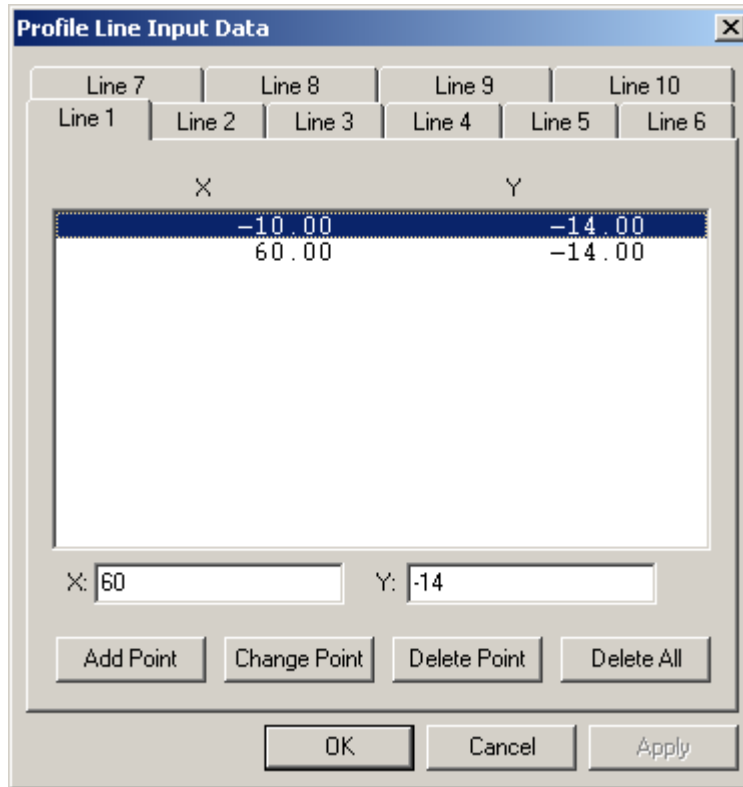 Profile Line Input Data
Line 7 Line 8 Line 9 Line 10
Line 1 Line 2 Line 3 Line 4 Line 5 Line 6
X Y
-10.00 -14.00
60.00 -14.00
X: 60 Y: -14
Add Point Change Point Delete Point Delete All
OK Cancel Apply